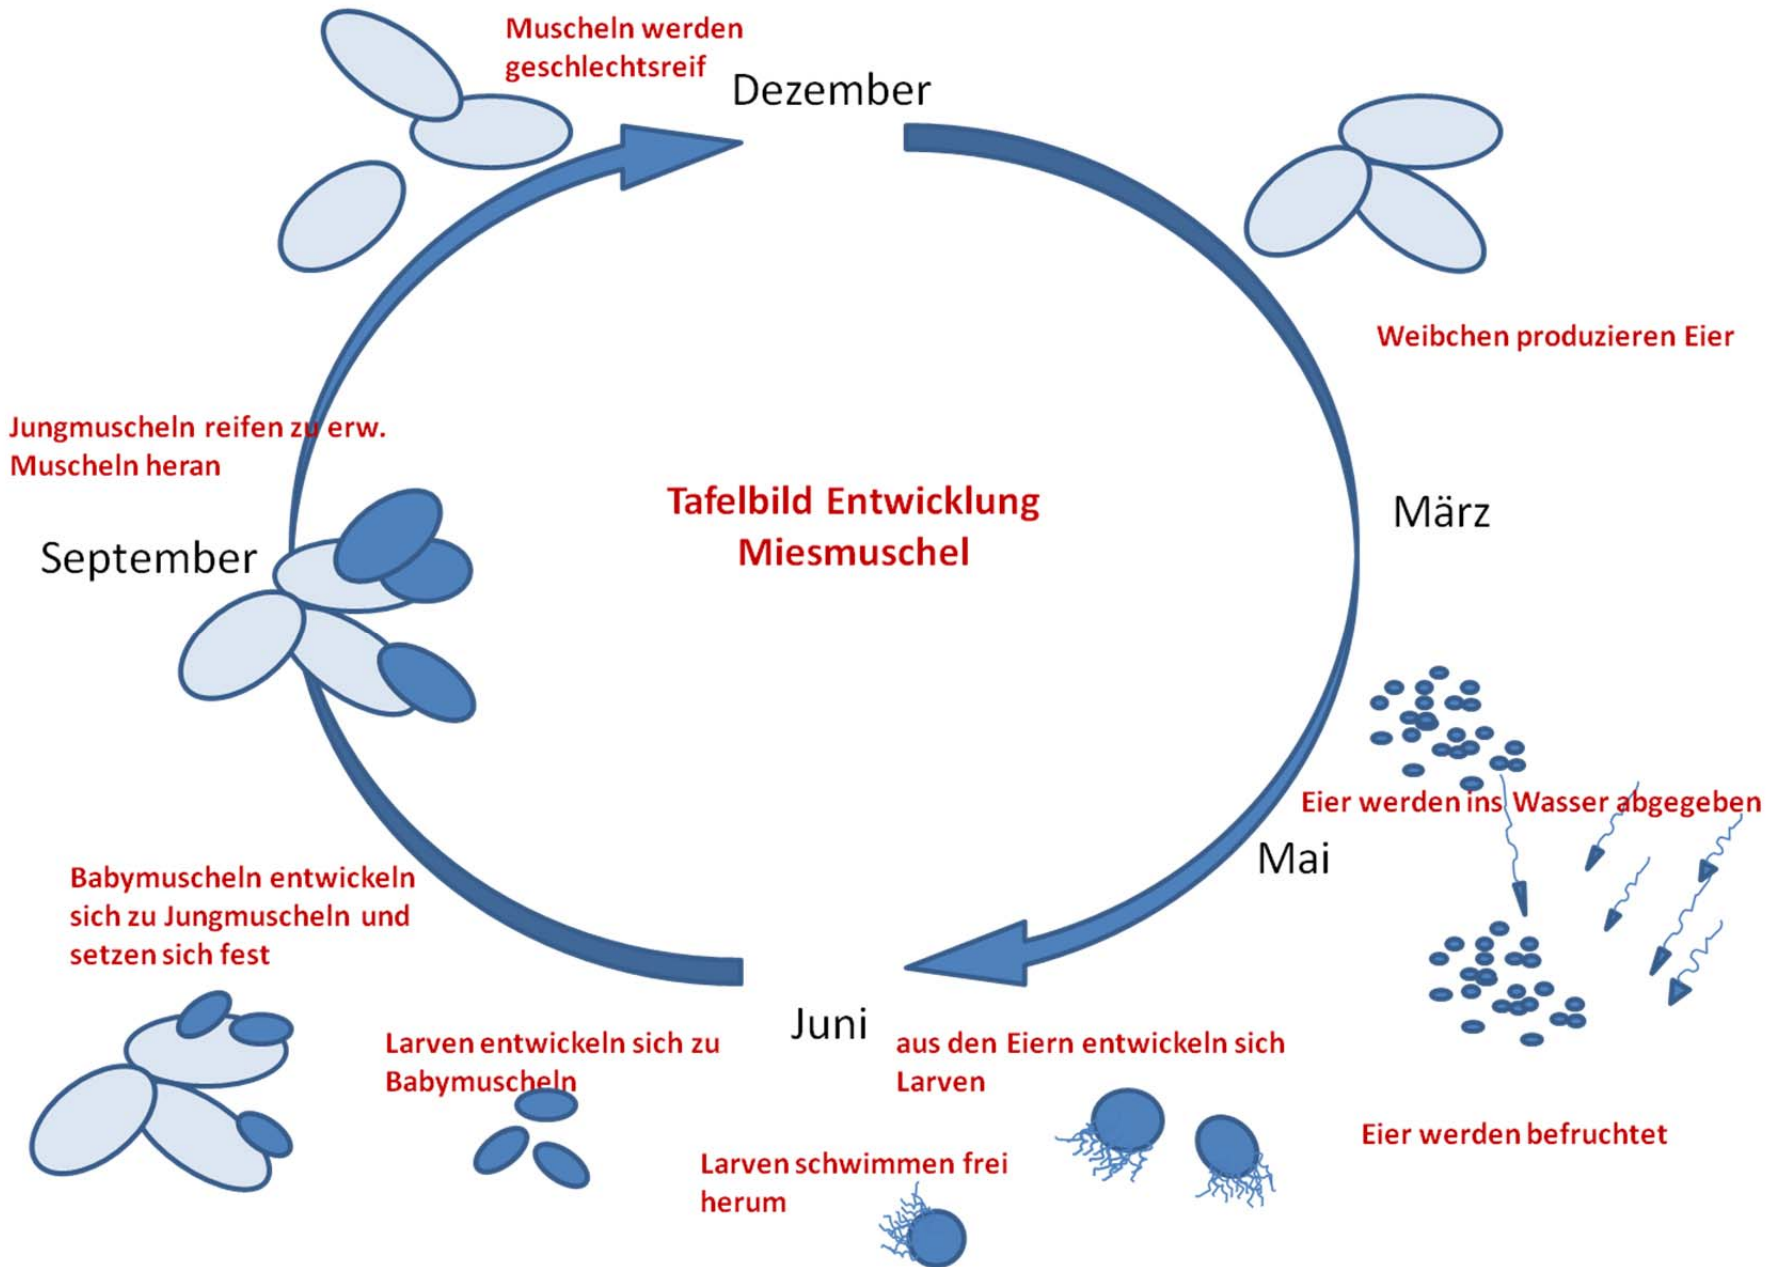 Muscheln werden
geschlechtsreif
Dezember
Weibchen produzieren Eier
Jungmuscheln reifen zu erw.
Muscheln heran
Tafelbild Entwicklung
Miesmuschel
März
September
Eier werden ins Wasser abgegeben
Mai
Babymuscheln entwickeln
sich zu Jungmuscheln und
setzen sich fest
Juni
Larven entwickeln sich zu
Babymuscheln
aus den Eiern entwickeln sich
Larven
Eier werden befruchtet
Larven schwimmen frei
herum